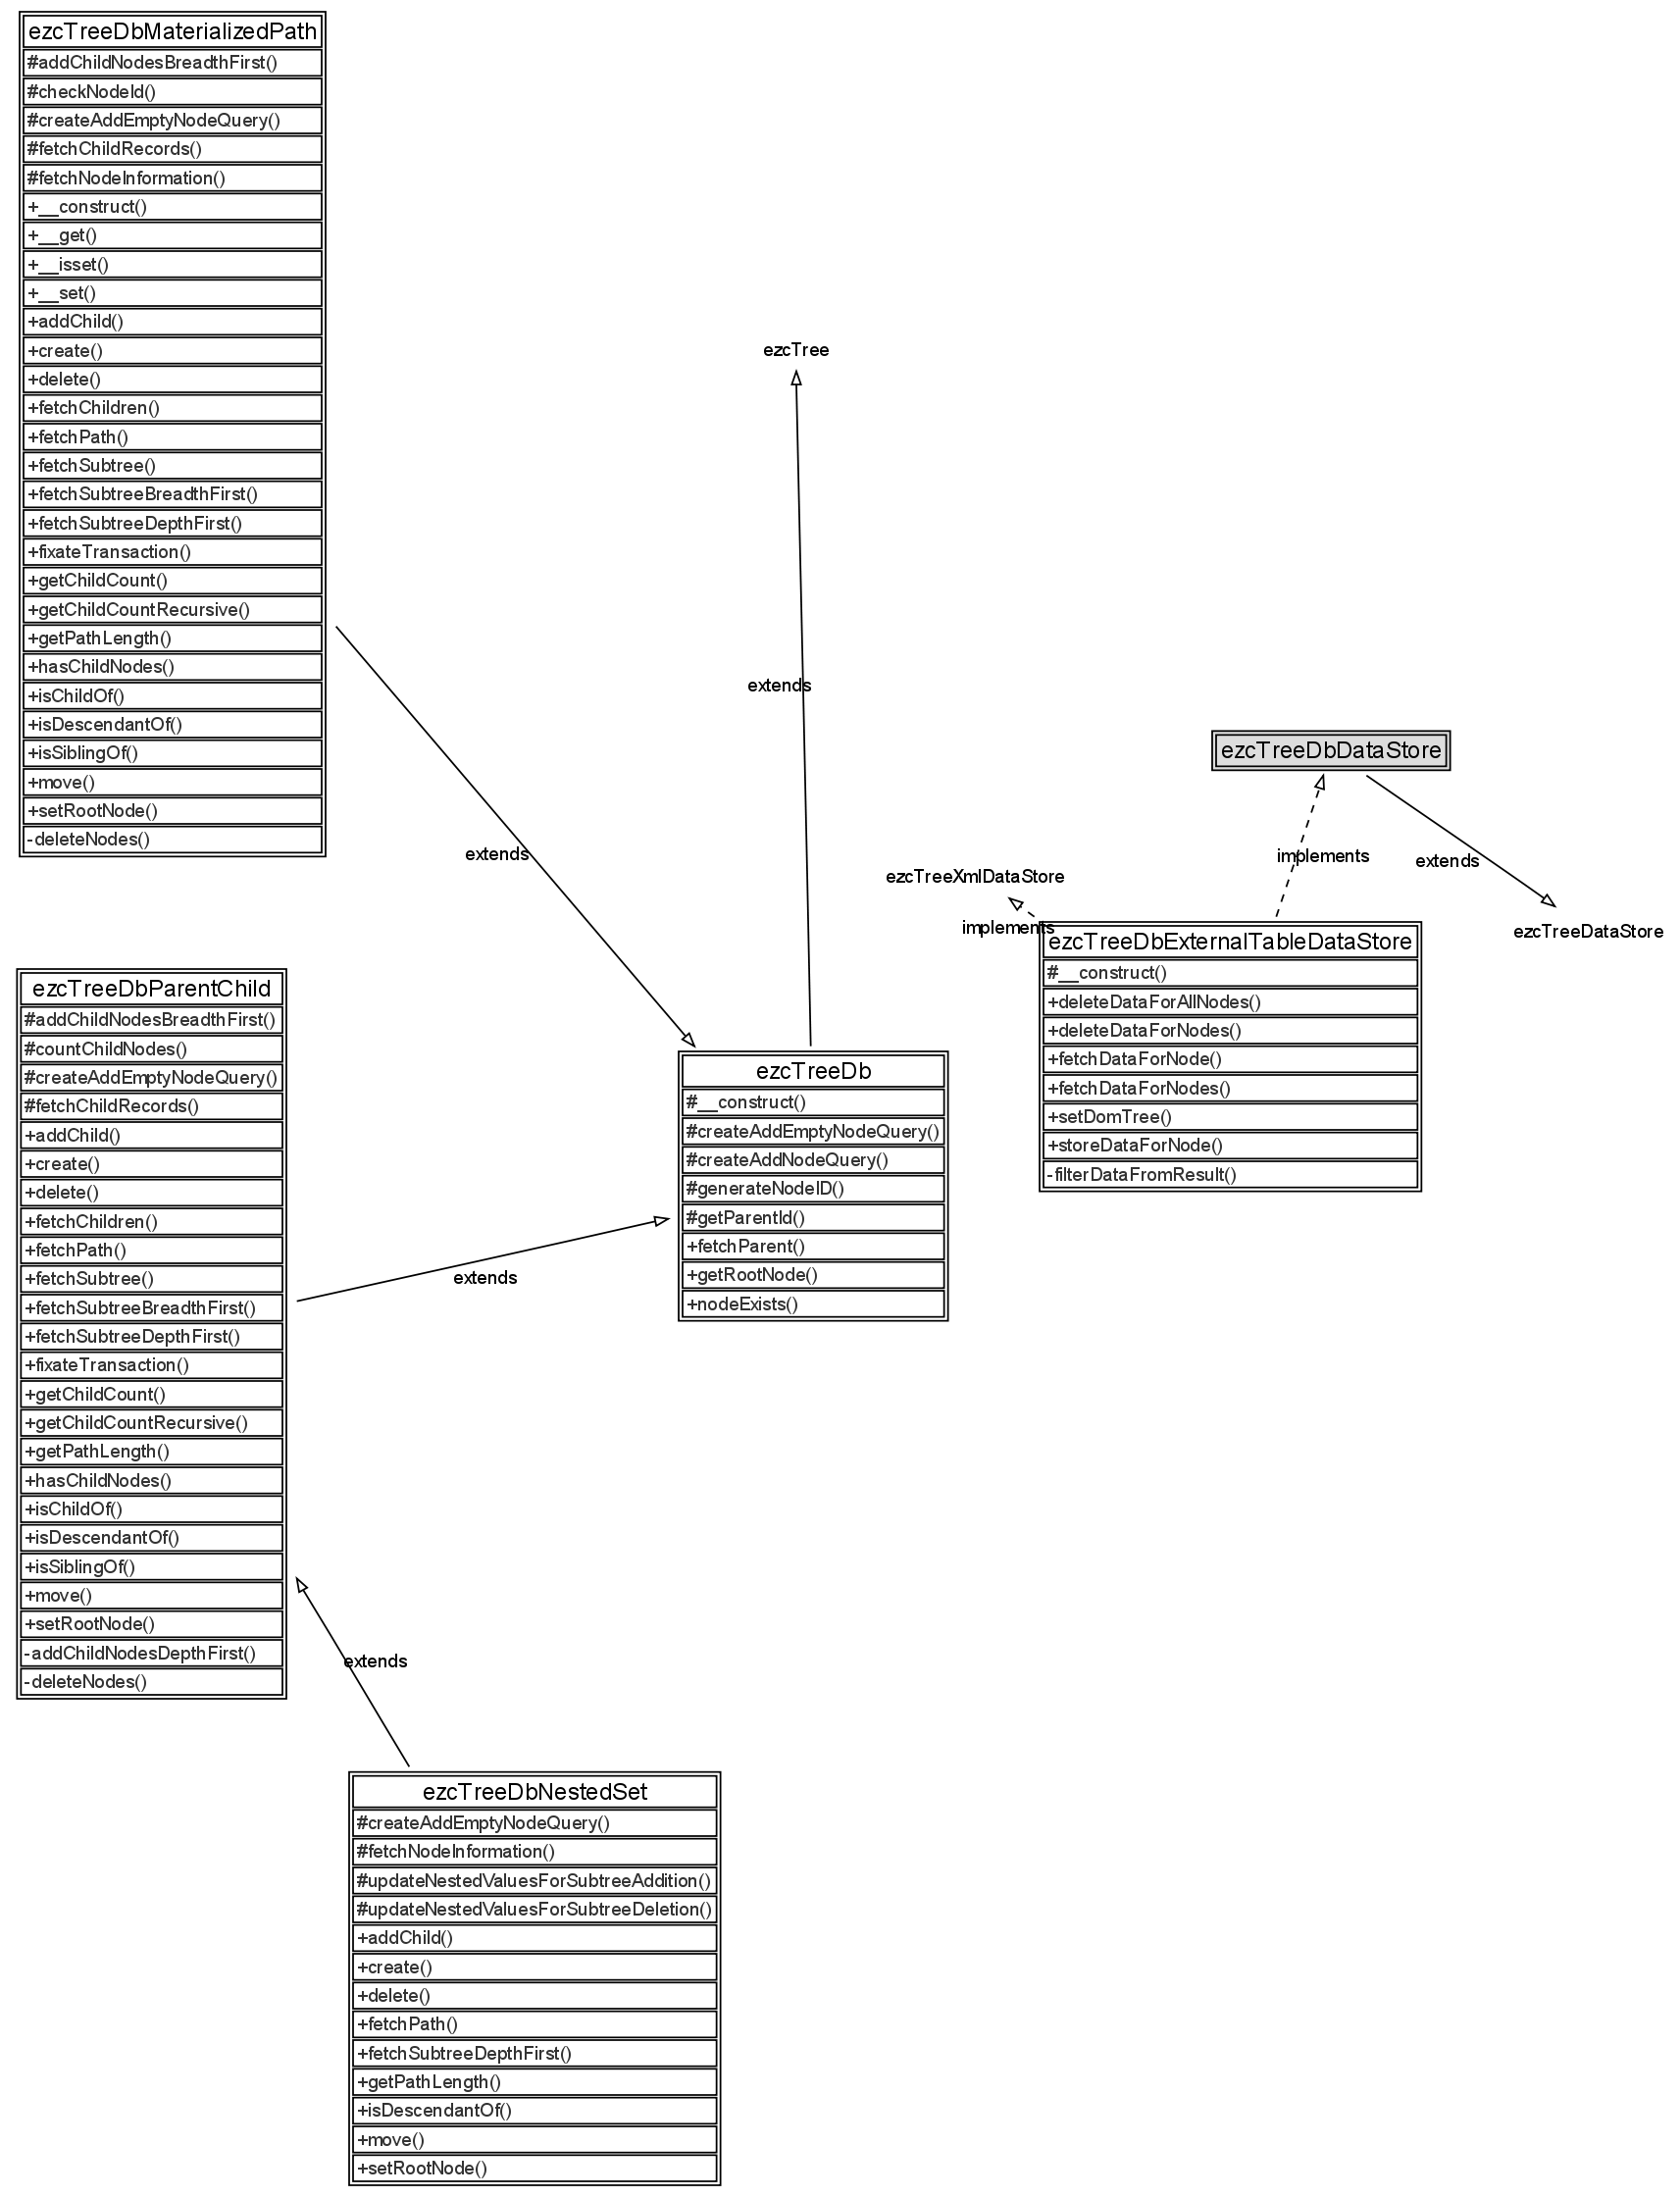 ezcTreeDbMaterializedPath
#addChildNodesBreadthFirst()
#checkNodeId()
#createAddEmptyNodeQuery()
#fetchChildRecords()
#fetchNodeInformation()
+__construct()
+__get()
+__isset()
+__set()
+addChild()
+create()
+delete()
+fetchChildren()
+fetchPath()
+fetchSubtree()
+fetchSubtreeBreadthFirst()
+fetchSubtreeDepthFirst()
+fixateTransaction()
+getChildCount()
+getChildCountRecursive()
+getPathLength()
+hasChildNodes()
+isChildOf()
+isDescendantOf()
+isSiblingOf()
+move()
+setRootNode()
-deleteNodes()
extends
ezcTree
extends
ezcTreeDbDataStore
implements
extends
ezcTreeXmlDataStore
implements
ezcTreeDataStore
ezcTreeDbExternalTableDataStore
#__construct()
+deleteDataForAllNodes()
+deleteDataForNodes()
+fetchDataForNode()
+fetchDataForNodes()
+setDomTree()
+storeDataForNode()
-filterDataFromResult()
ezcTreeDbParentChild
#addChildNodesBreadthFirst()
#countChildNodes()
#createAddEmptyNodeQuery()
#fetchChildRecords()
+addChild()
+create()
+delete()
+fetchChildren()
+fetchPath()
+fetchSubtree()
+fetchSubtreeBreadthFirst()
+fetchSubtreeDepthFirst()
+fixateTransaction()
+getChildCount()
+getChildCountRecursive()
+getPathLength()
+hasChildNodes()
+isChildOf()
+isDescendantOf()
+isSiblingOf()
+move()
+setRootNode()
-addChildNodesDepthFirst()
-deleteNodes()
extends
ezcTreeDb
#__construct()
#createAddEmptyNodeQuery()
#createAddNodeQuery()
#generateNodeID()
#getParentId()
+fetchParent()
+getRootNode()
+nodeExists()
extends
ezcTreeDbNestedSet
#createAddEmptyNodeQuery()
#fetchNodeInformation()
#updateNestedValuesForSubtreeAddition()
#updateNestedValuesForSubtreeDeletion()
+addChild()
+create()
+delete()
+fetchPath()
+fetchSubtreeDepthFirst()
+getPathLength()
+isDescendantOf()
+move()
+setRootNode()